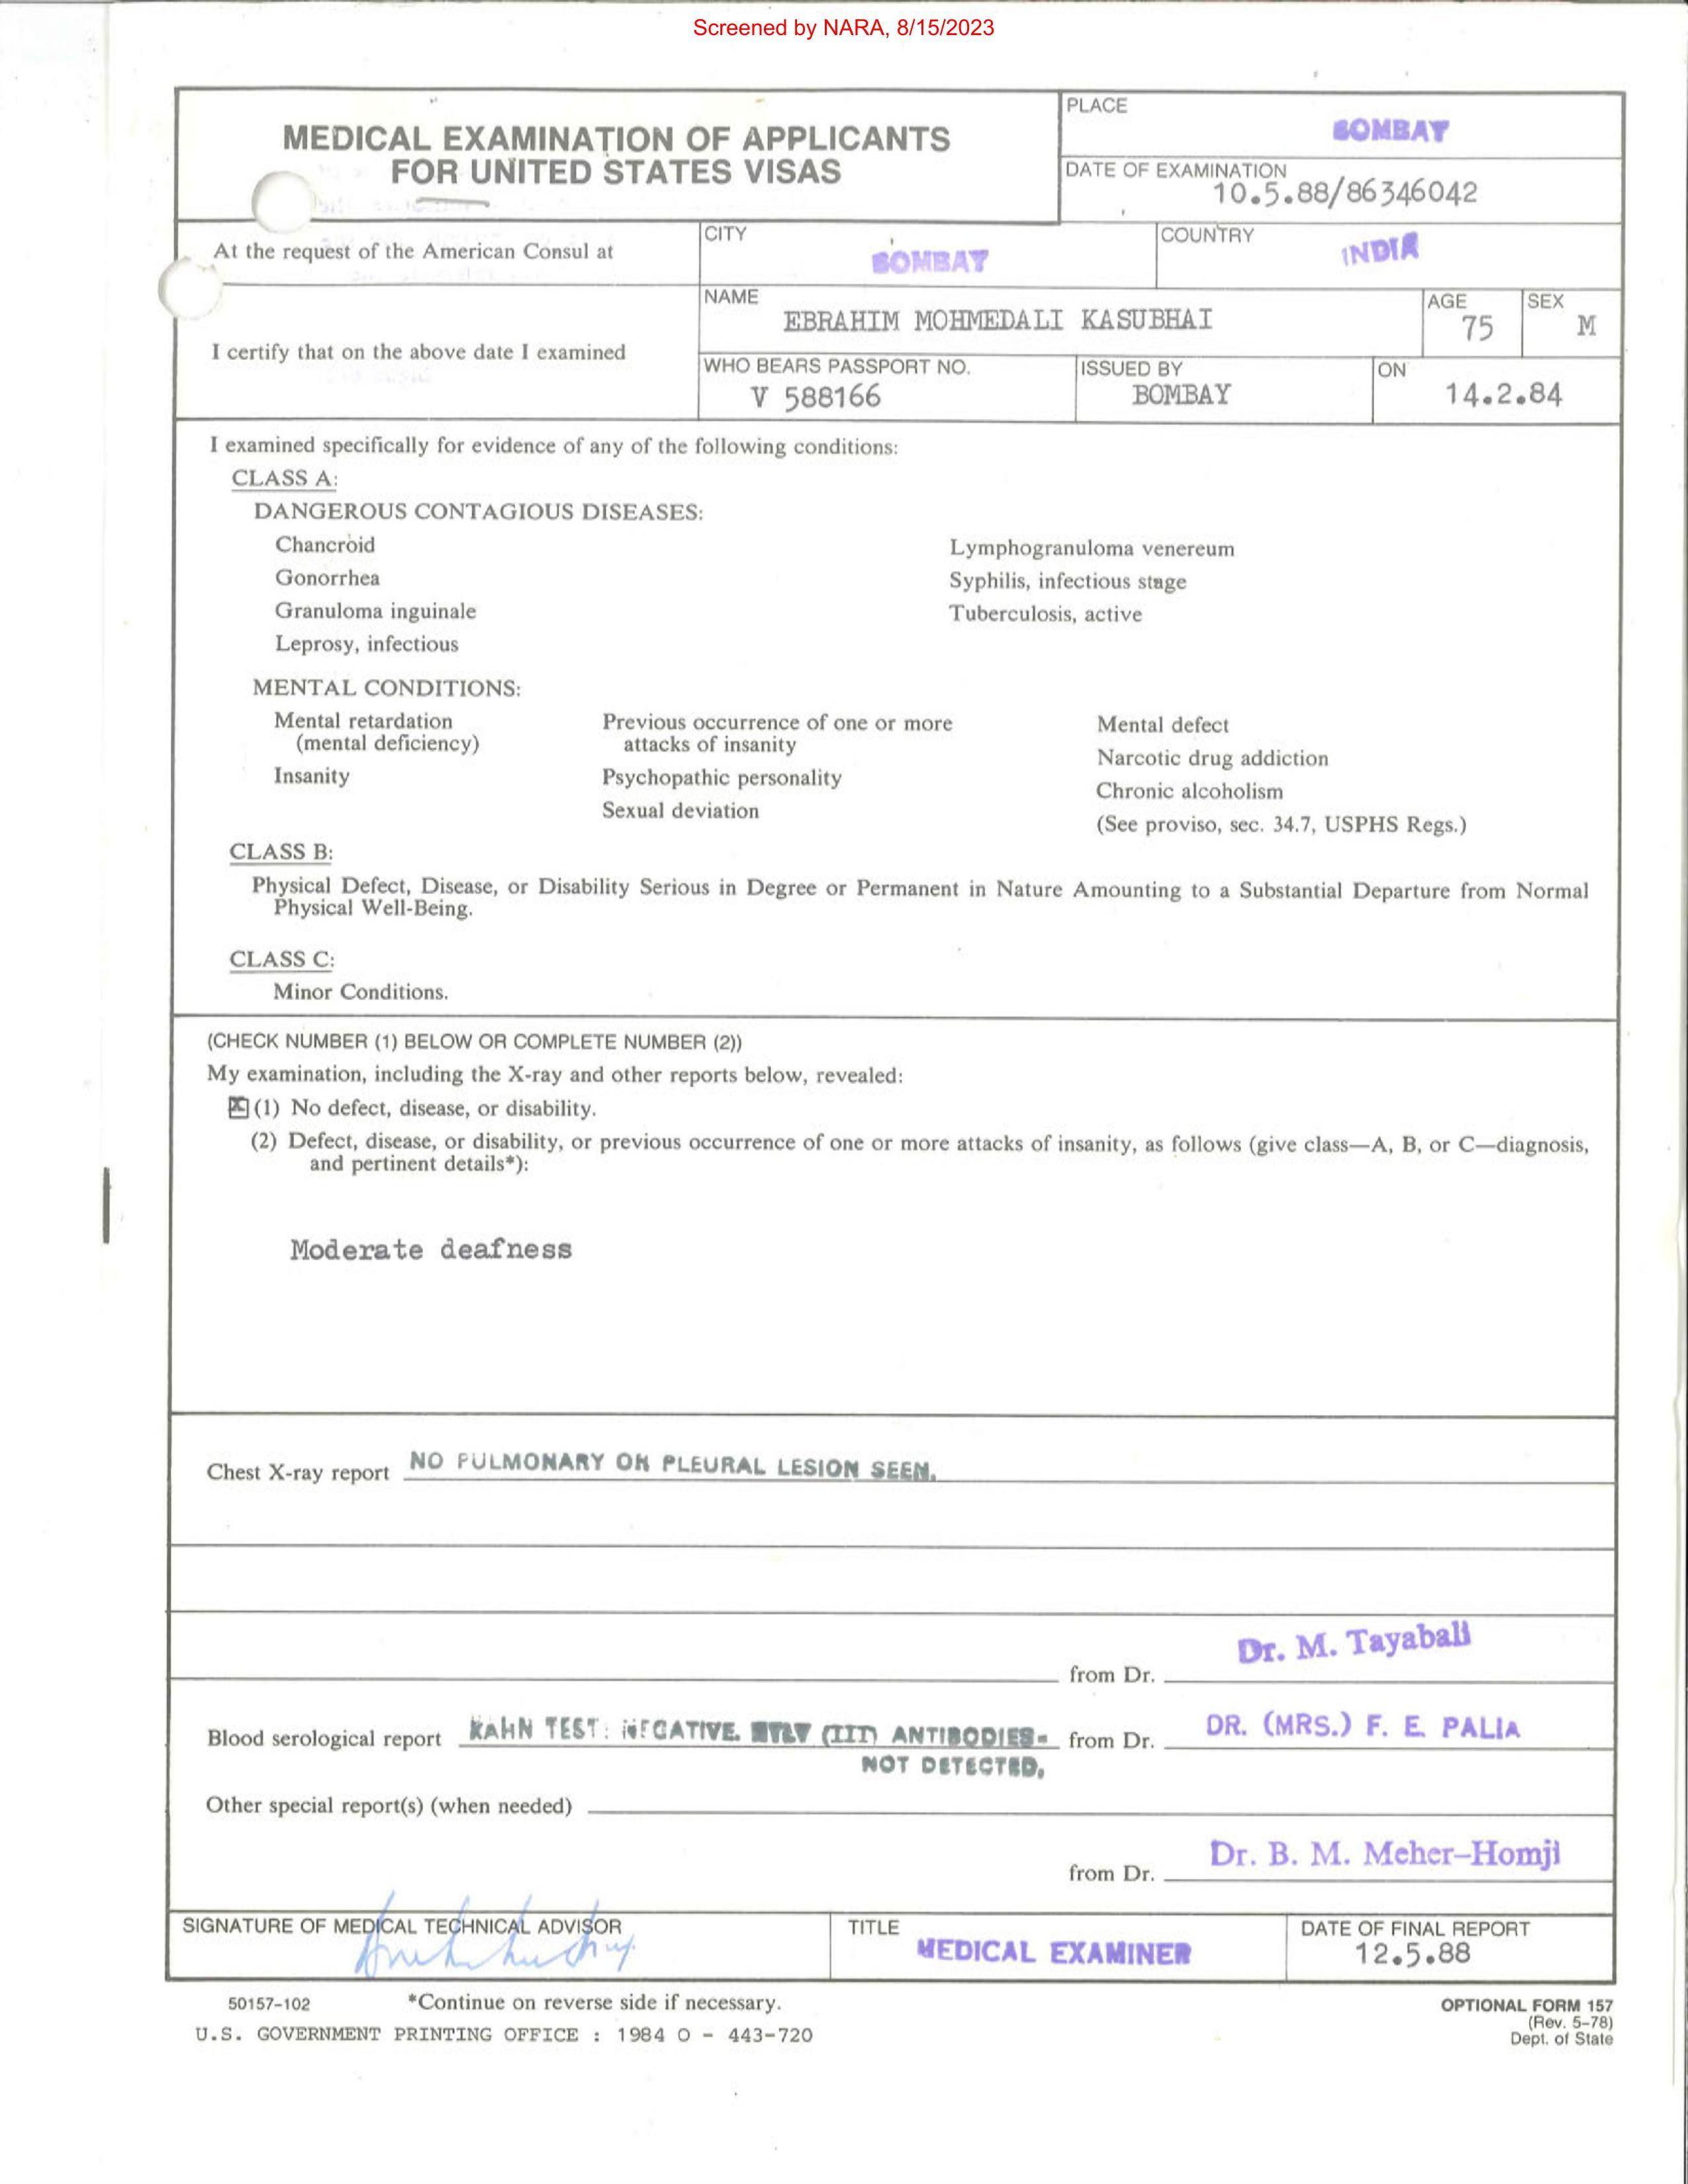 Screened by NARA, 8/15/2023
MEDICAL EXAMINATION OF APPLICANTS
FOR UNITED STATES VISAS
PLACE
BOMBAY
DATE OF EXAMINATION
10.5.88/86346042
At the request of the American Consul at
CITY
BOMBAY
COUNTRY
INDIA
I certify that on the above date I examined
NAME
EBRAHIM MOHMEDALI KASUBHAI
AGE
75
SEX
M
WHO BEARS PASSPORT NO.
V 588166
ISSUED BY
BOMBAY
ON
14.2.84
I examined specifically for evidence of any of the following conditions:
CLASS A:
DANGEROUS CONTAGIOUS DISEASES:
Chancroid
Gonorrhea
Granuloma inguinale
Leprosy, infectious
Lymphogranuloma venereum
Syphilis, infectious stage
Tuberculosis, active
MENTAL CONDITIONS:
Mental retardation
(mental deficiency)
Insanity
Previous occurrence of one or more
attacks of insanity
Psychopathic personality
Sexual deviation
Mental defect
Narcotic drug addiction
Chronic alcoholism
(See proviso, sec. 34.7, USPHS Regs.)
CLASS B:
Physical Defect, Disease, or Disability Serious in Degree or Permanent in Nature Amounting to a Substantial Departure from Normal
Physical Well-Being.
CLASS C:
Minor Conditions.
(CHECK NUMBER (1) BELOW OR COMPLETE NUMBER (2))
My examination, including the X-ray and other reports below, revealed:
☒ (1) No defect, disease, or disability.
(2) Defect, disease, or disability, or previous occurrence of one or more attacks of insanity, as follows (give class—A, B, or C—diagnosis,
and pertinent details*):
Moderate deafness
Chest X-ray report NO PULMONARY OR PLEURAL LESION SEEN.
from Dr. Dr. M. Tayabali
Blood serological report KAHN TEST: NEGATIVE. HTLV (III) ANTIBODIES- from Dr. DR. (MRS.) F. E. PALIA
NOT DETECTED.
Other special report(s) (when needed)
from Dr. Dr. B. M. Meher-Homji
SIGNATURE OF MEDICAL TECHNICAL ADVISOR
TITLE
MEDICAL EXAMINER
DATE OF FINAL REPORT
12.5.88
50157-102
*Continue on reverse side if necessary.
U.S. GOVERNMENT PRINTING OFFICE : 1984 O - 443-720
OPTIONAL FORM 157
(Rev. 5-78)
Dept. of State